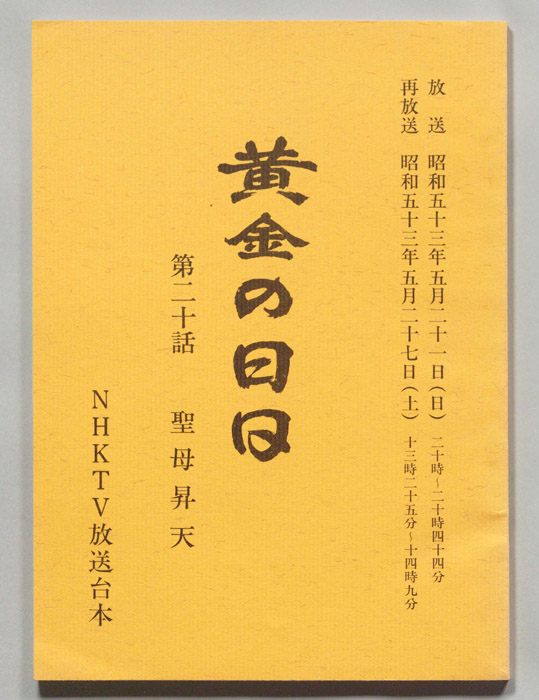 放送 昭和五十三年五月二十一日(日) 二十時~二十時四十四分
再放送 昭和五十三年五月二十七日(土) 十三時二十五分~十四時九分
黄金の日日
第二十話 聖母昇天
NHKTV放送台本